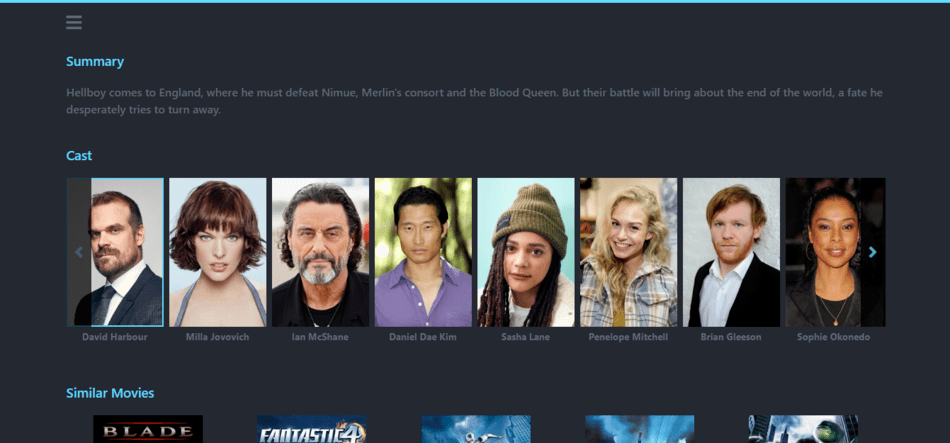 Summary
Hellboy comes to England, where he must defeat Nimue, Merlin's consort and the Blood Queen. But their battle will bring about the end of the world, a fate he
desperately tries to turn away.
Cast
David Harbour
Milla Jovovich
Ian McShane
Daniel Dae Kim
Sasha Lane
Penelope Mitchell
Brian Gleeson
Sophie Okonedo
Similar Movies
BLADE
FANTASTIC 4